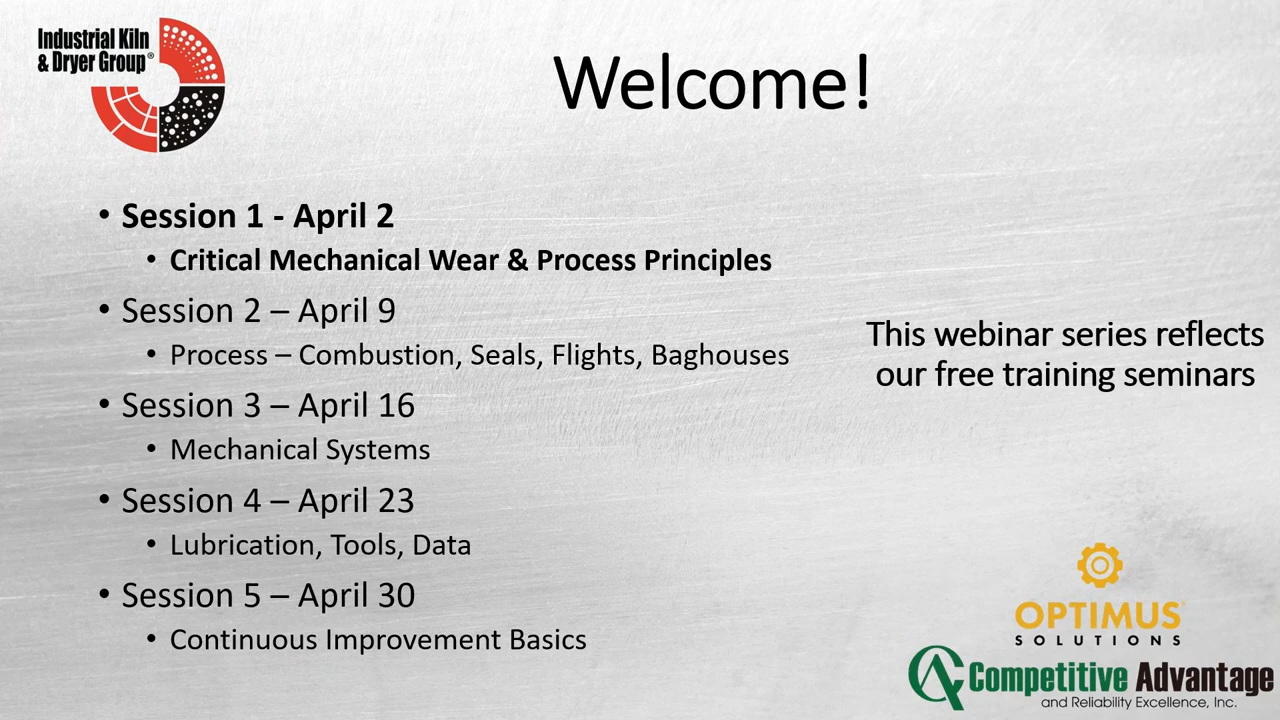 Industrial Kiln
& Dryer Group®
Welcome!
• Session 1 - April 2
• Critical Mechanical Wear & Process Principles
• Session 2 – April 9
• Process – Combustion, Seals, Flights, Baghouses
• Session 3 – April 16
• Mechanical Systems
• Session 4 – April 23
• Lubrication, Tools, Data
• Session 5 – April 30
• Continuous Improvement Basics
This webinar series reflects
our free training seminars
OPTIMUS
SOLUTIONS
Competitive Advantage
and Reliability Excellence, Inc.